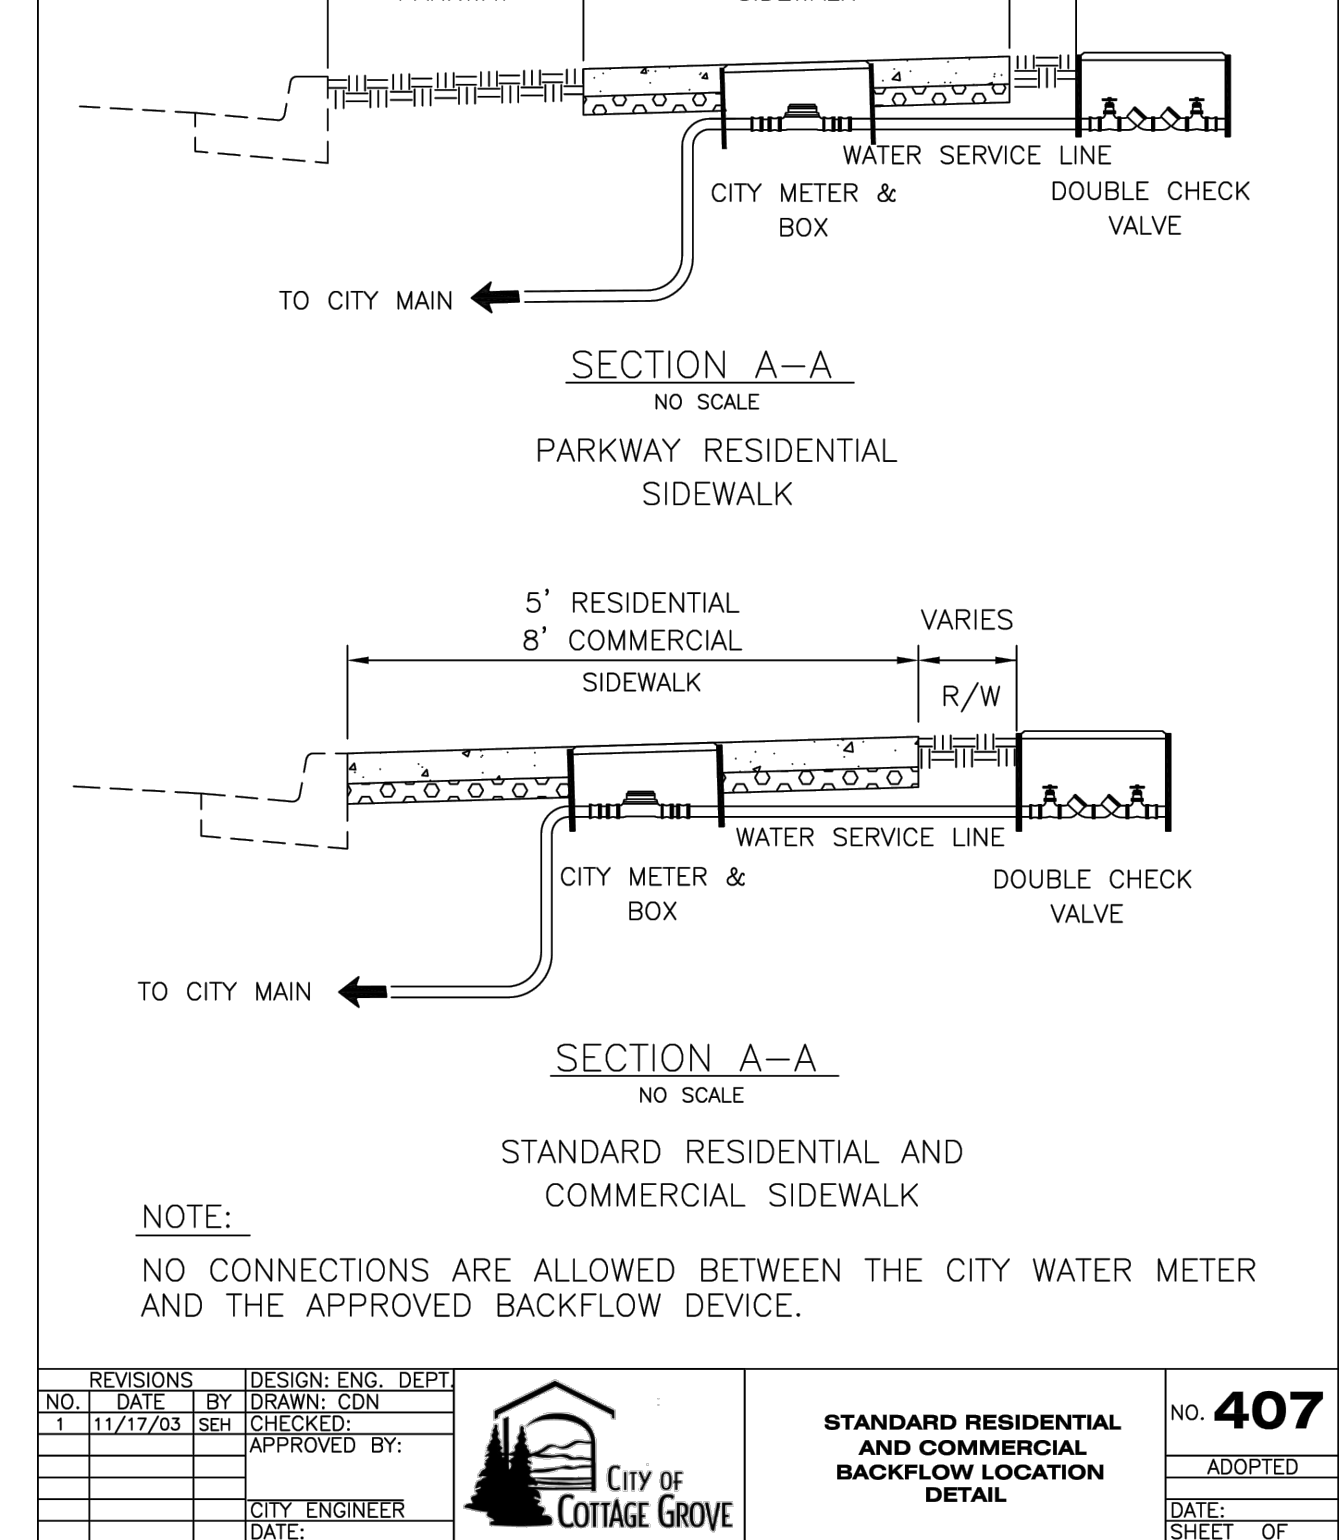 WATER SERVICE LINE
CITY METER &
BOX
DOUBLE CHECK
VALVE
TO CITY MAIN
SECTION A-A
NO SCALE
PARKWAY RESIDENTIAL
SIDEWALK
5' RESIDENTIAL
8' COMMERCIAL
SIDEWALK
VARIES
R/W
WATER SERVICE LINE
CITY METER &
BOX
DOUBLE CHECK
VALVE
TO CITY MAIN
SECTION A-A
NO SCALE
STANDARD RESIDENTIAL AND
COMMERCIAL SIDEWALK
NOTE:
NO CONNECTIONS ARE ALLOWED BETWEEN THE CITY WATER METER
AND THE APPROVED BACKFLOW DEVICE.
REVISIONS
NO. DATE BY
1 11/17/03 SEH
DESIGN: ENG. DEPT.
DRAWN: CDN
CHECKED:
APPROVED BY:
CITY ENGINEER
DATE:
CITY OF
COTTAGE GROVE
STANDARD RESIDENTIAL
AND COMMERCIAL
BACKFLOW LOCATION
DETAIL
NO. 407
ADOPTED
DATE:
SHEET OF